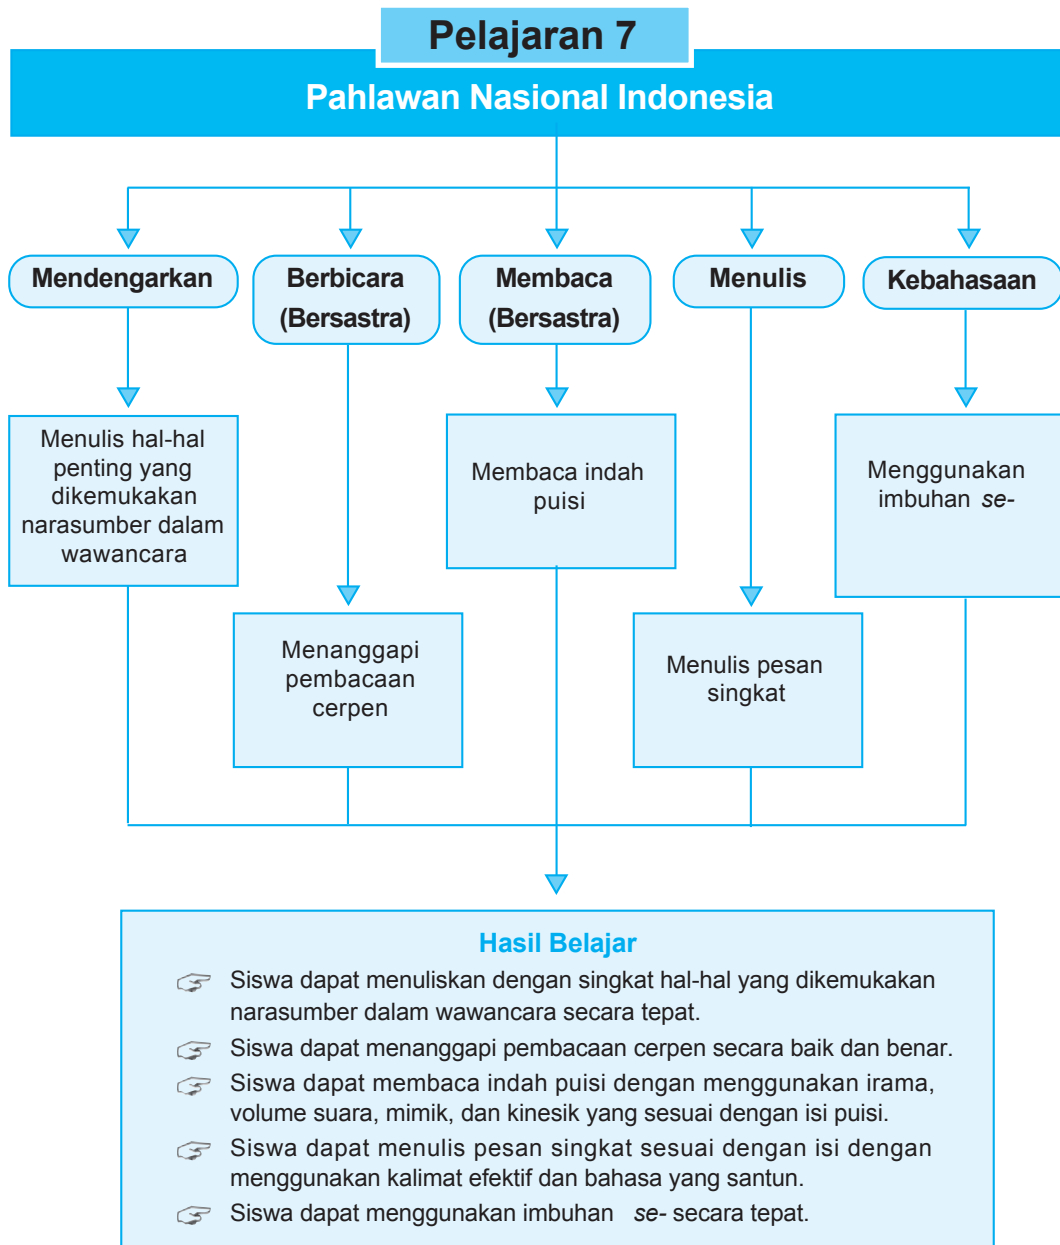 Pelajaran 7
Pahlawan Nasional Indonesia
Mendengarkan
Berbicara
(Bersastra)
Membaca
(Bersastra)
Menulis
Kebahasaan
Menulis hal-hal
penting yang
dikemukakan
narasumber dalam
wawancara
Menanggapi
pembacaan
cerpen
Membaca indah
puisi
Menulis pesan
singkat
Menggunakan
imbuhan se-
Hasil Belajar
Siswa dapat menuliskan dengan singkat hal-hal yang dikemukakan
narasumber dalam wawancara secara tepat.
Siswa dapat menanggapi pembacaan cerpen secara baik dan benar.
Siswa dapat membaca indah puisi dengan menggunakan irama,
volume suara, mimik, dan kinesik yang sesuai dengan isi puisi.
Siswa dapat menulis pesan singkat sesuai dengan isi dengan
menggunakan kalimat efektif dan bahasa yang santun.
Siswa dapat menggunakan imbuhan se- secara tepat.